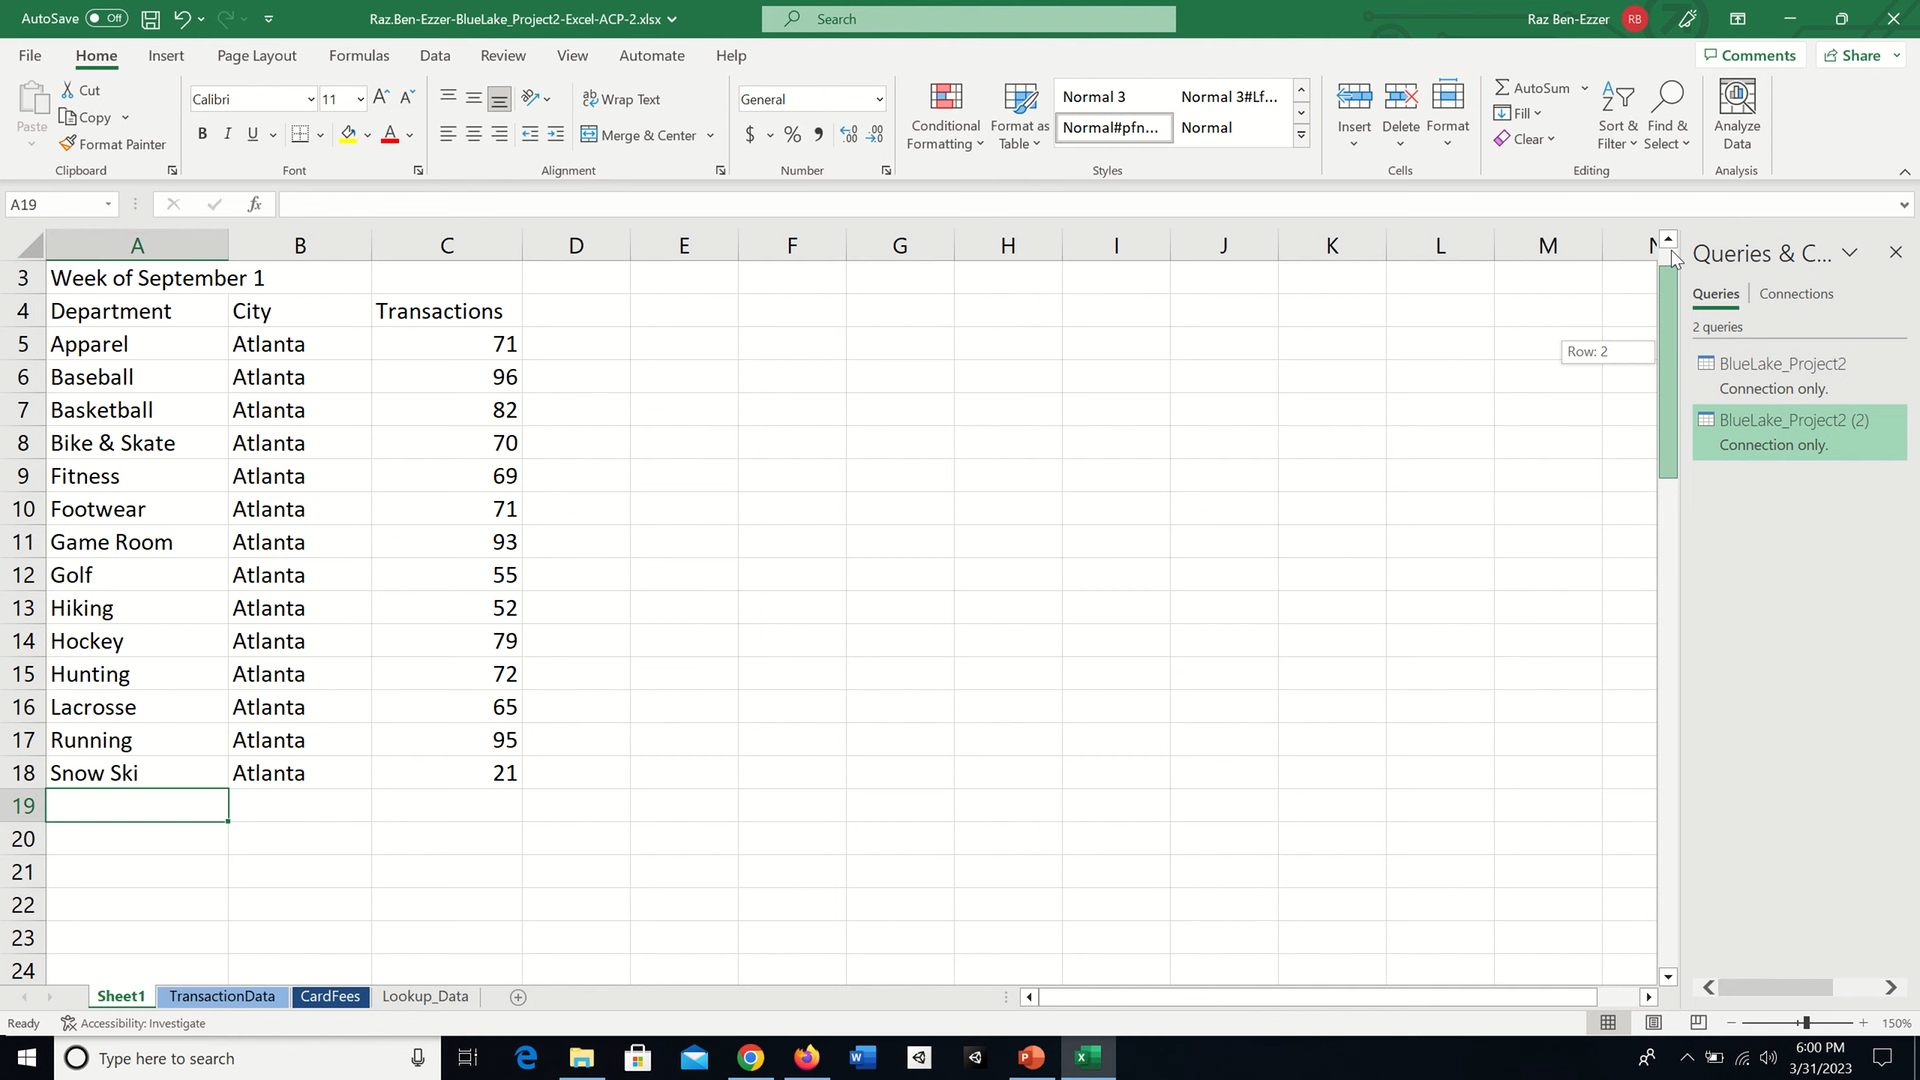 AutoSave Off Raz.Ben-Ezzer-BlueLake_Project2-Excel-ACP-2.xlsx Search Raz Ben-Ezzer RB
File Home Insert Page Layout Formulas Data Review View Automate Help Comments Share
Paste Cut Copy Format Painter Clipboard
Calibri 11 B I U A Font
ab Wrap Text Merge & Center Alignment
General $ % Number
Conditional Formatting Format as Table Normal 3 Normal 3#Lf... Normal#pfn... Normal Styles
Insert Delete Format Cells
AutoSum Fill Clear Sort & Filter Find & Select Editing
Analyze Data Analysis
A19 fx
A B C D E F G H I J K L M N
3 Week of September 1
4 Department City Transactions
5 Apparel Atlanta 71
6 Baseball Atlanta 96
7 Basketball Atlanta 82
8 Bike & Skate Atlanta 70
9 Fitness Atlanta 69
10 Footwear Atlanta 71
11 Game Room Atlanta 93
12 Golf Atlanta 55
13 Hiking Atlanta 52
14 Hockey Atlanta 79
15 Hunting Atlanta 72
16 Lacrosse Atlanta 65
17 Running Atlanta 95
18 Snow Ski Atlanta 21
19
20
21
22
23
24
Row: 2
Queries & C...
Queries Connections
2 queries
BlueLake_Project2
Connection only.
BlueLake_Project2 (2)
Connection only.
Sheet1 TransactionData CardFees Lookup_Data
Ready Accessibility: Investigate 150%
Type here to search 6:00 PM
3/31/2023